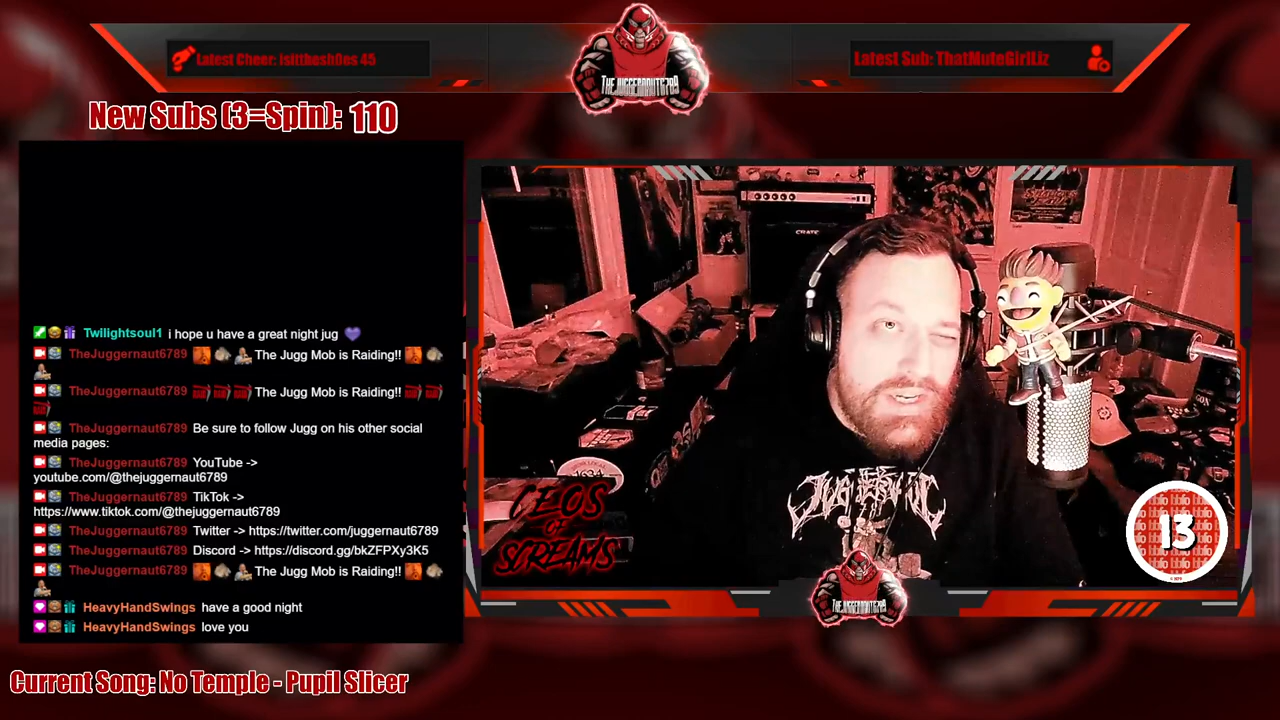 Latest Cheer: isitthesh0es 45
THEJUGGERNAUT6789
Latest Sub: ThatMuteGirlLiz
New Subs (3=Spin): 110
Twilightsoul1 i hope u have a great night jug
TheJuggernaut6789 The Jugg Mob is Raiding!!
TheJuggernaut6789 The Jugg Mob is Raiding!!
TheJuggernaut6789 Be sure to follow Jugg on his other social
media pages:
TheJuggernaut6789 YouTube ->
youtube.com/@thejuggernaut6789
TheJuggernaut6789 TikTok ->
https://www.tiktok.com/@thejuggernaut6789
TheJuggernaut6789 Twitter -> https://twitter.com/juggernaut6789
TheJuggernaut6789 Discord -> https://discord.gg/bkZFPXy3K5
TheJuggernaut6789 The Jugg Mob is Raiding!!
HeavyHandSwings have a good night
HeavyHandSwings love you
CRATE
1634
CEOS
OF
SCREAMS
13
THEJUGGERNAUT6789
Current Song: No Temple - Pupil Slicer